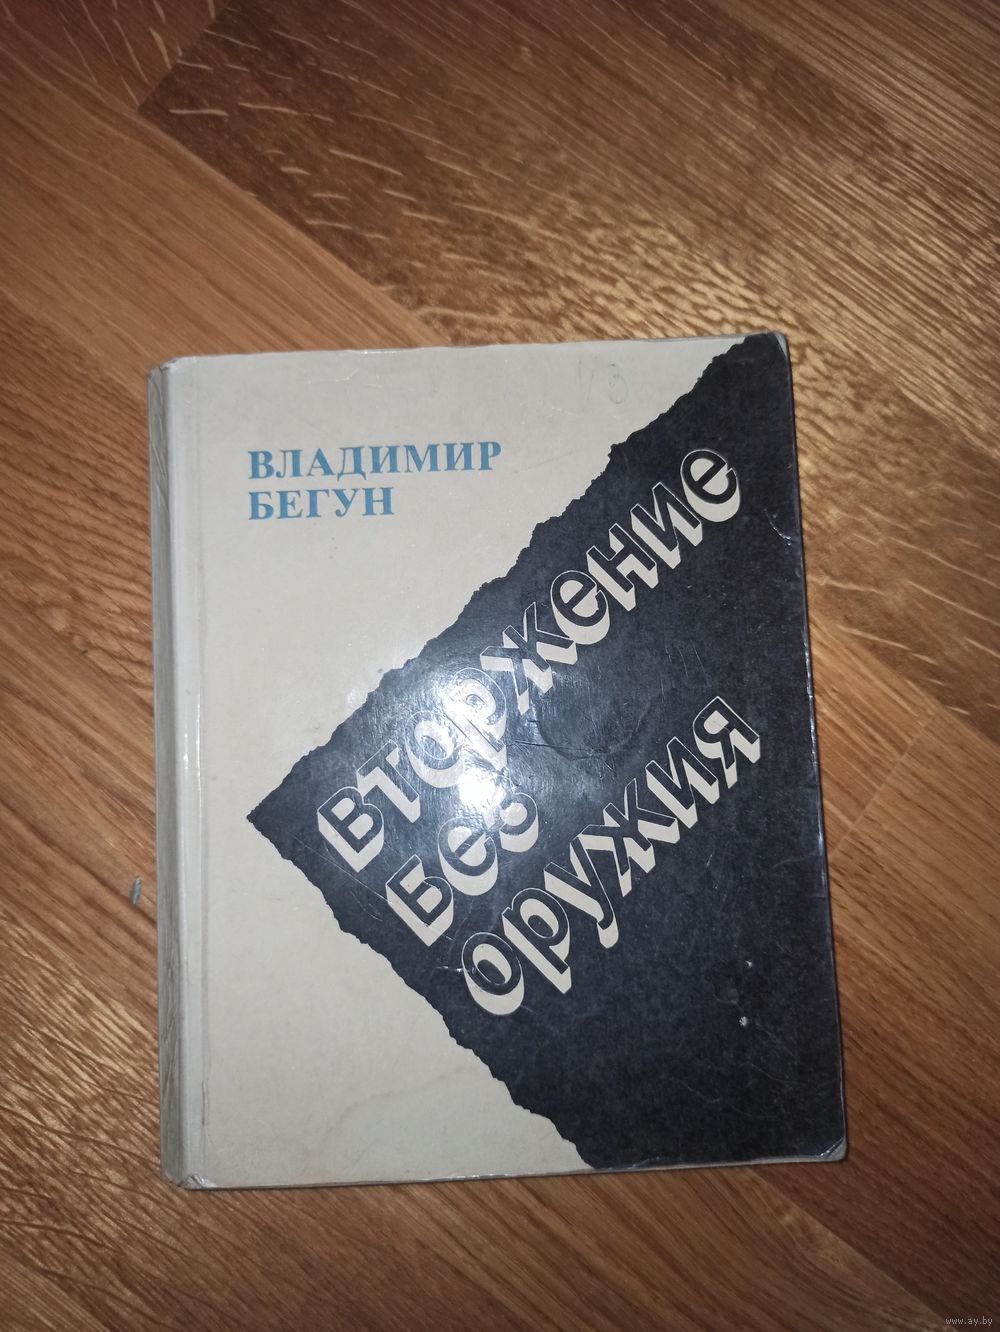 ВЛАДИМИР
БЕГУН
Вторжение
без
оружия
www.ay.by